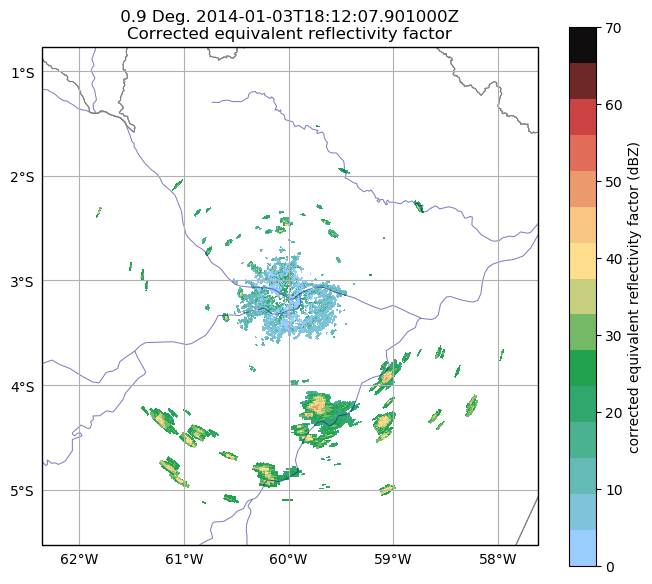 0.9 Deg. 2014-01-03T18:12:07.901000Z
Corrected equivalent reflectivity factor
1°S
2°S
3°S
4°S
5°S
62°W 61°W 60°W 59°W 58°W
70
60
50
40
30
20
10
0
corrected equivalent reflectivity factor (dBZ)